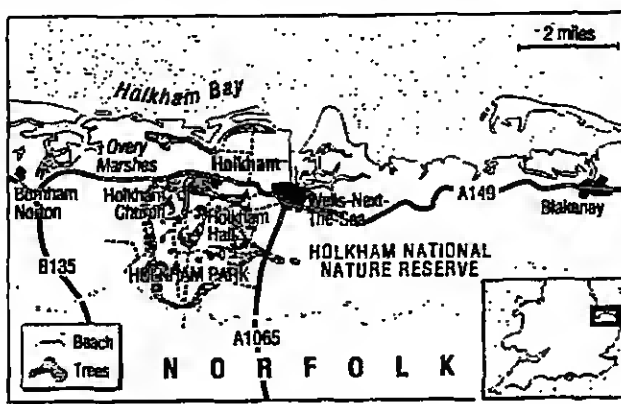 2 miles
Holkham Bay
Overy
Marshes
Holkham
Burnham
Norton
Holkham
Church
Holkham
Hall
Wells-Next-
The-Sea
A149
Blakeney
B135
HOLKHAM PARK
HOLKHAM NATIONAL
NATURE RESERVE
A1065
Beach
Trees
NORFOLK